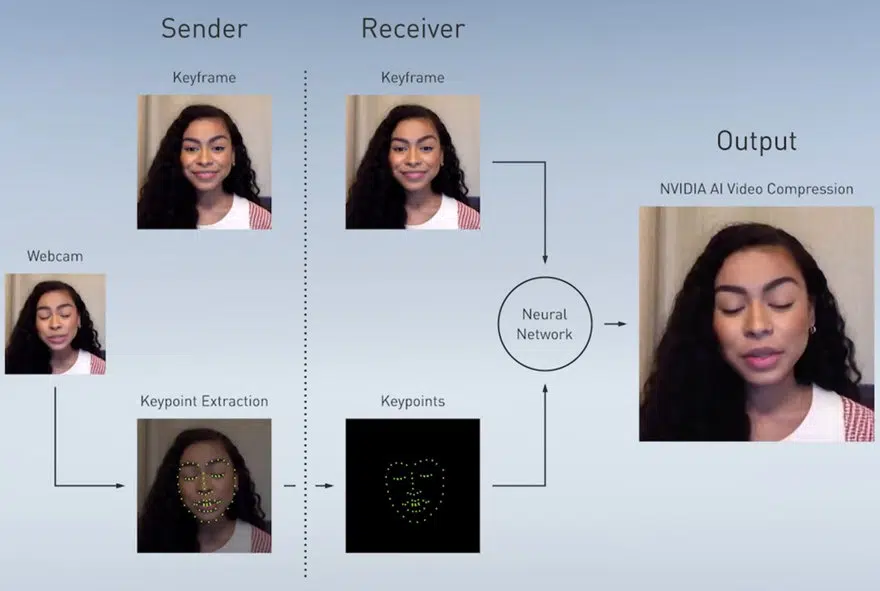 Sender
Receiver
Keyframe
Keyframe
Output
NVIDIA AI Video Compression
Webcam
Neural
Network
Keypoint Extraction
Keypoints